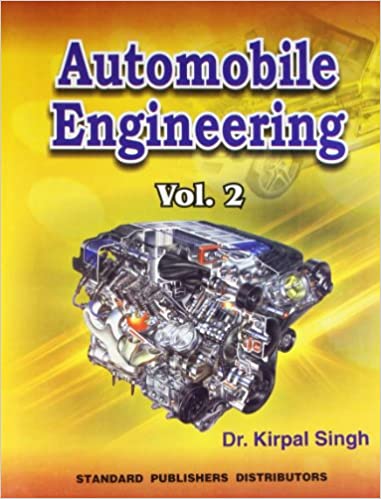 Automobile
Engineering
Vol. 2
Dr. Kirpal Singh
STANDARD PUBLISHERS DISTRIBUTORS